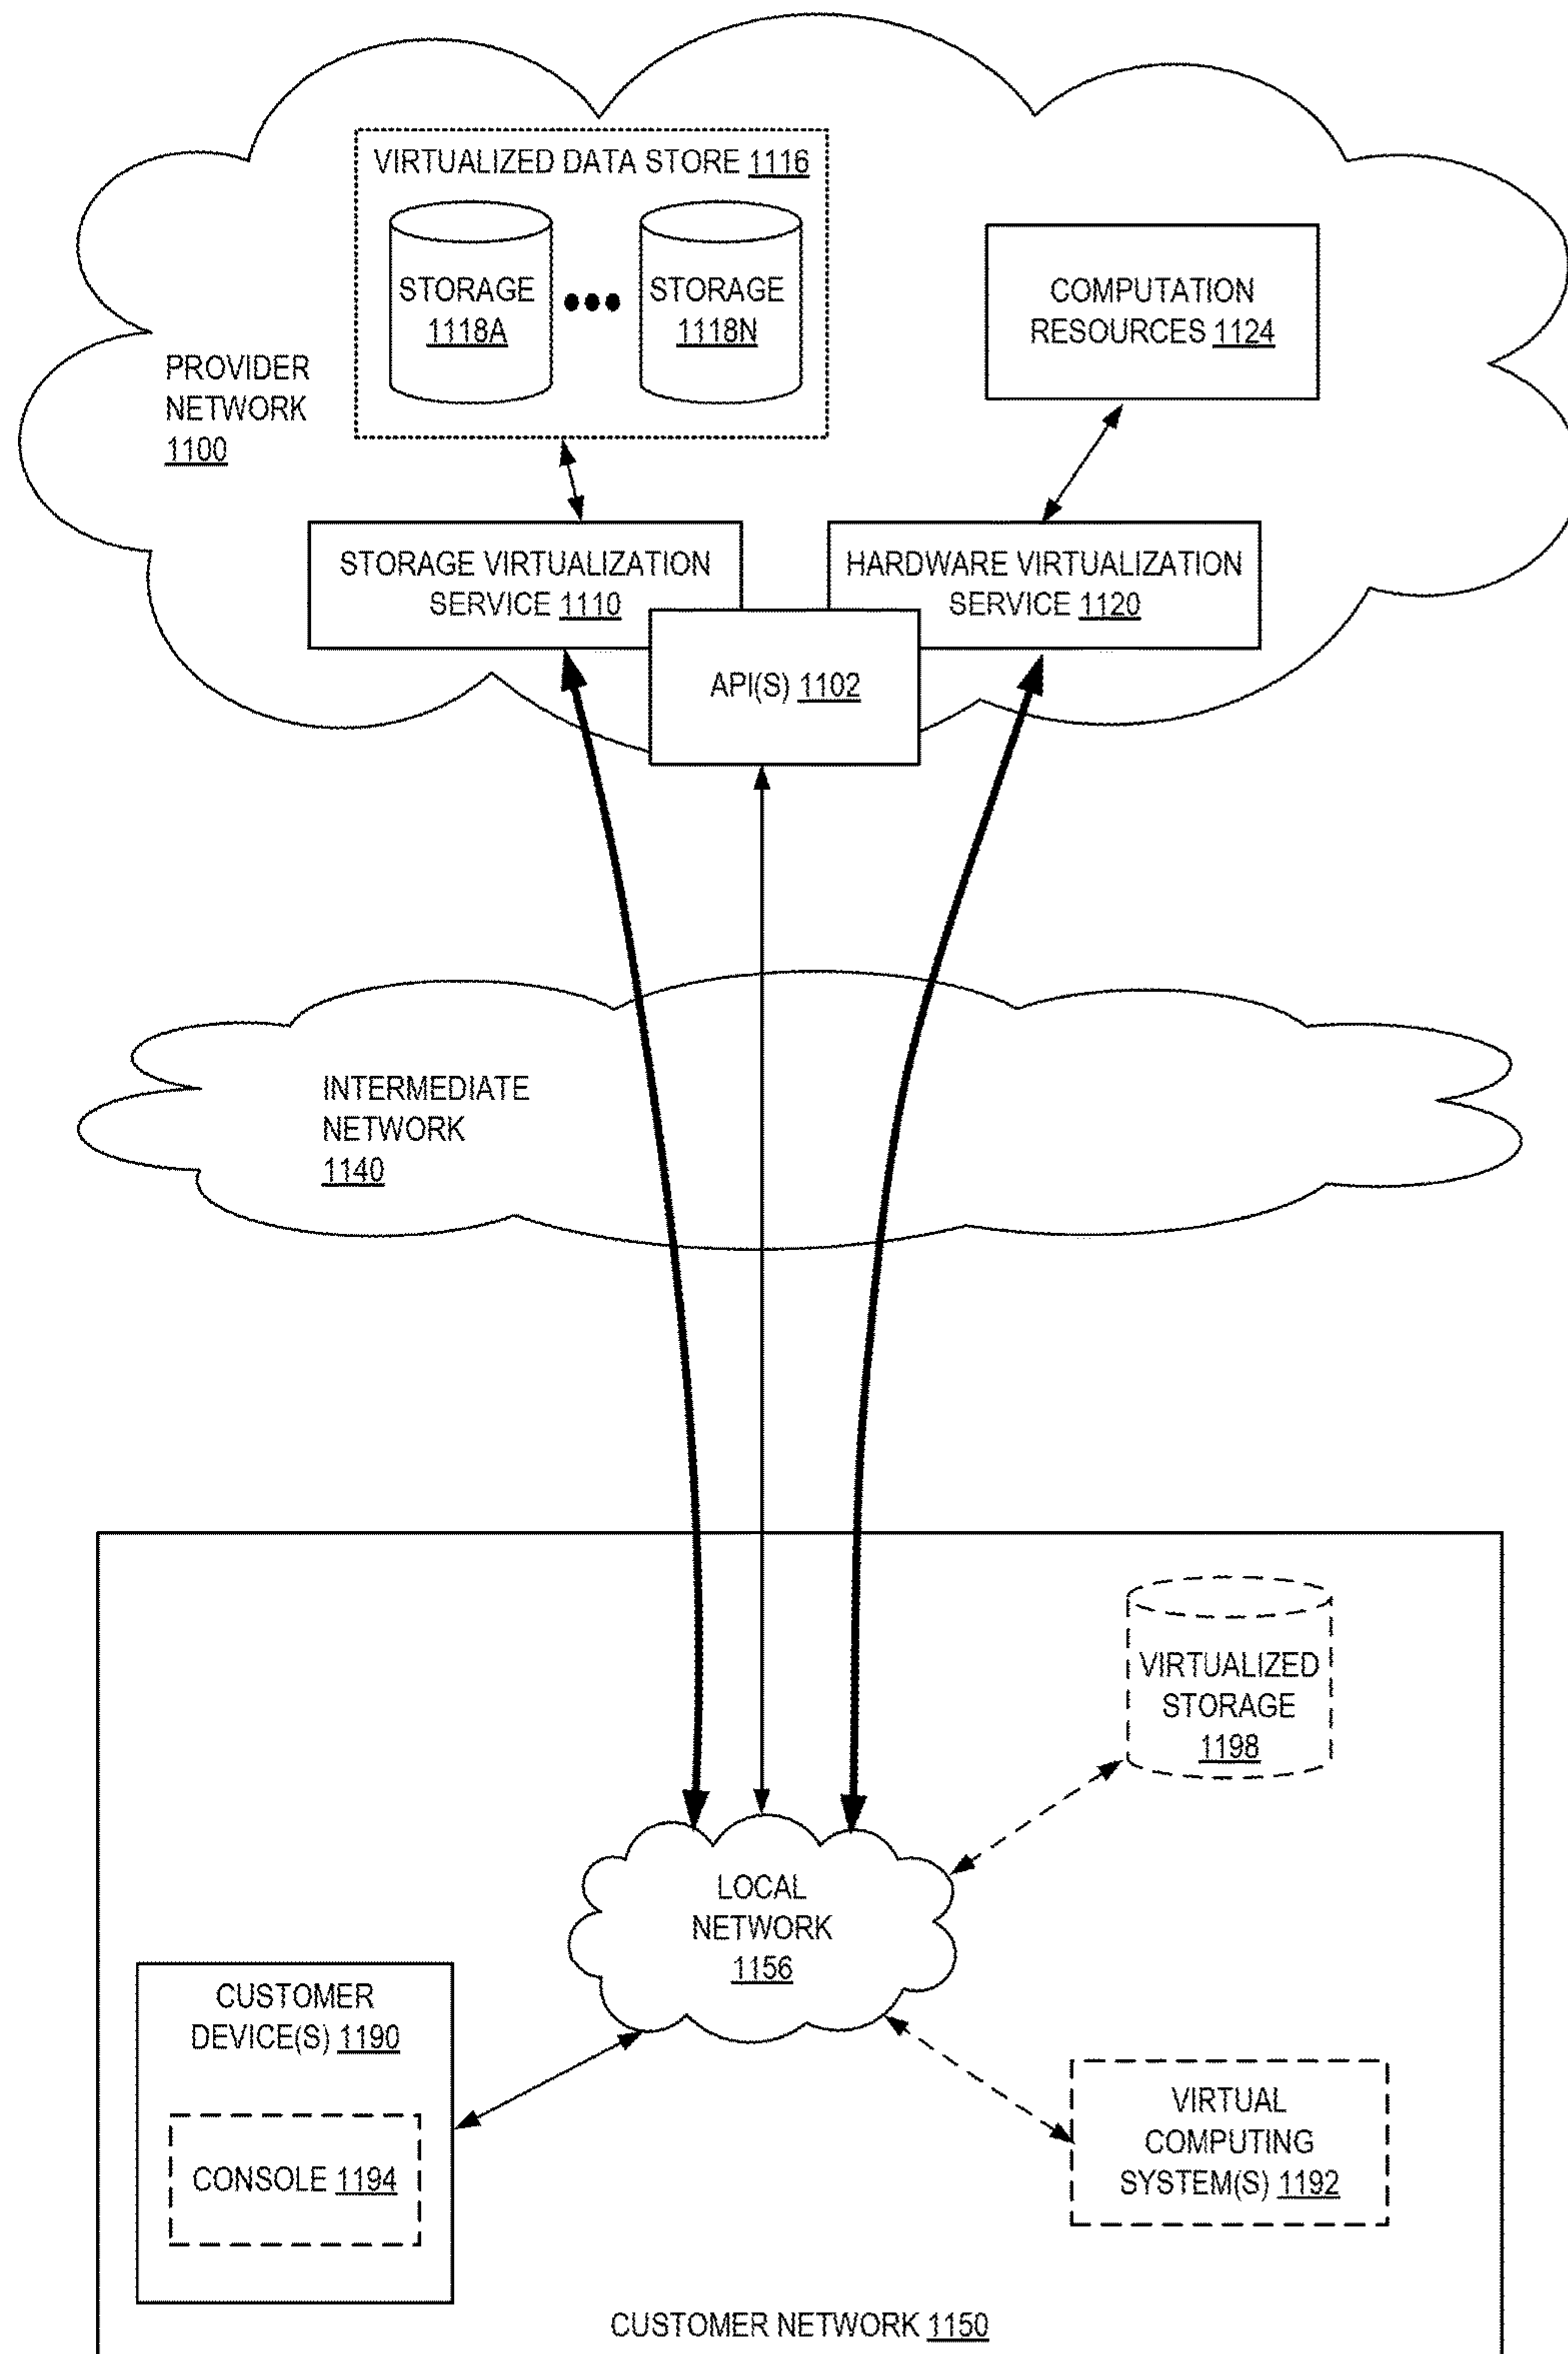 VIRTUALIZED DATA STORE 1116
STORAGE
1118A
STORAGE
1118N
COMPUTATION
RESOURCES 1124
PROVIDER
NETWORK
1100
STORAGE VIRTUALIZATION
SERVICE 1110
HARDWARE VIRTUALIZATION
SERVICE 1120
API(S) 1102
INTERMEDIATE
NETWORK
1140
VIRTUALIZED
STORAGE
1198
LOCAL
NETWORK
1156
CUSTOMER
DEVICE(S) 1190
CONSOLE 1194
VIRTUAL
COMPUTING
SYSTEM(S) 1192
CUSTOMER NETWORK 1150